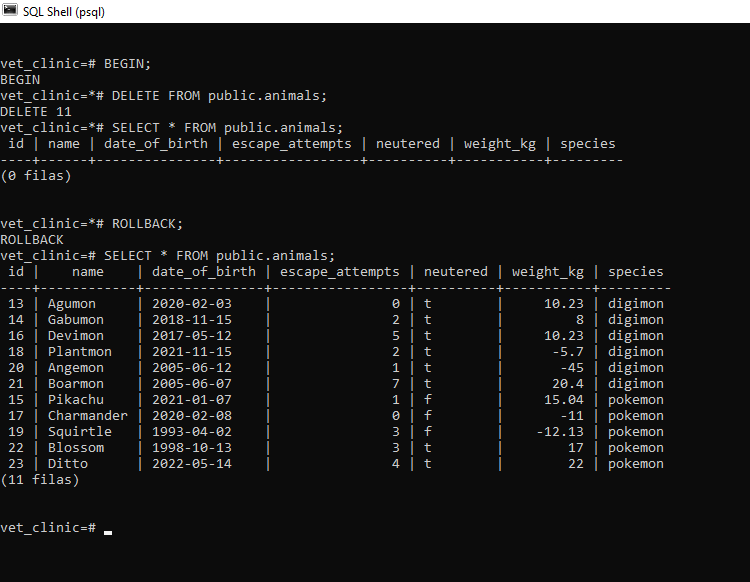 SQL Shell (psql)
vet_clinic=# BEGIN;
BEGIN
vet_clinic=*# DELETE FROM public.animals;
DELETE 11
vet_clinic=*# SELECT * FROM public.animals;
 id | name | date_of_birth | escape_attempts | neutered | weight_kg | species
----+------+---------------+-----------------+----------+-----------+---------
(0 filas)
vet_clinic=*# ROLLBACK;
ROLLBACK
vet_clinic=# SELECT * FROM public.animals;
 id |    name    | date_of_birth | escape_attempts | neutered | weight_kg | species
----+------------+---------------+-----------------+----------+-----------+---------
 13 | Agumon     | 2020-02-03    |               0 | t        |     10.23 | digimon
 14 | Gabumon    | 2018-11-15    |               2 | t        |         8 | digimon
 16 | Devimon    | 2017-05-12    |               5 | t        |     10.23 | digimon
 18 | Plantmon   | 2021-11-15    |               2 | t        |      -5.7 | digimon
 20 | Angemon    | 2005-06-12    |               1 | t        |       -45 | digimon
 21 | Boarmon    | 2005-06-07    |               7 | t        |      20.4 | digimon
 15 | Pikachu    | 2021-01-07    |               1 | f        |     15.04 | pokemon
 17 | Charmander | 2020-02-08    |               0 | f        |       -11 | pokemon
 19 | Squirtle   | 1993-04-02    |               3 | f        |    -12.13 | pokemon
 22 | Blossom    | 1998-10-13    |               3 | t        |        17 | pokemon
 23 | Ditto      | 2022-05-14    |               4 | t        |        22 | pokemon
(11 filas)
vet_clinic=#